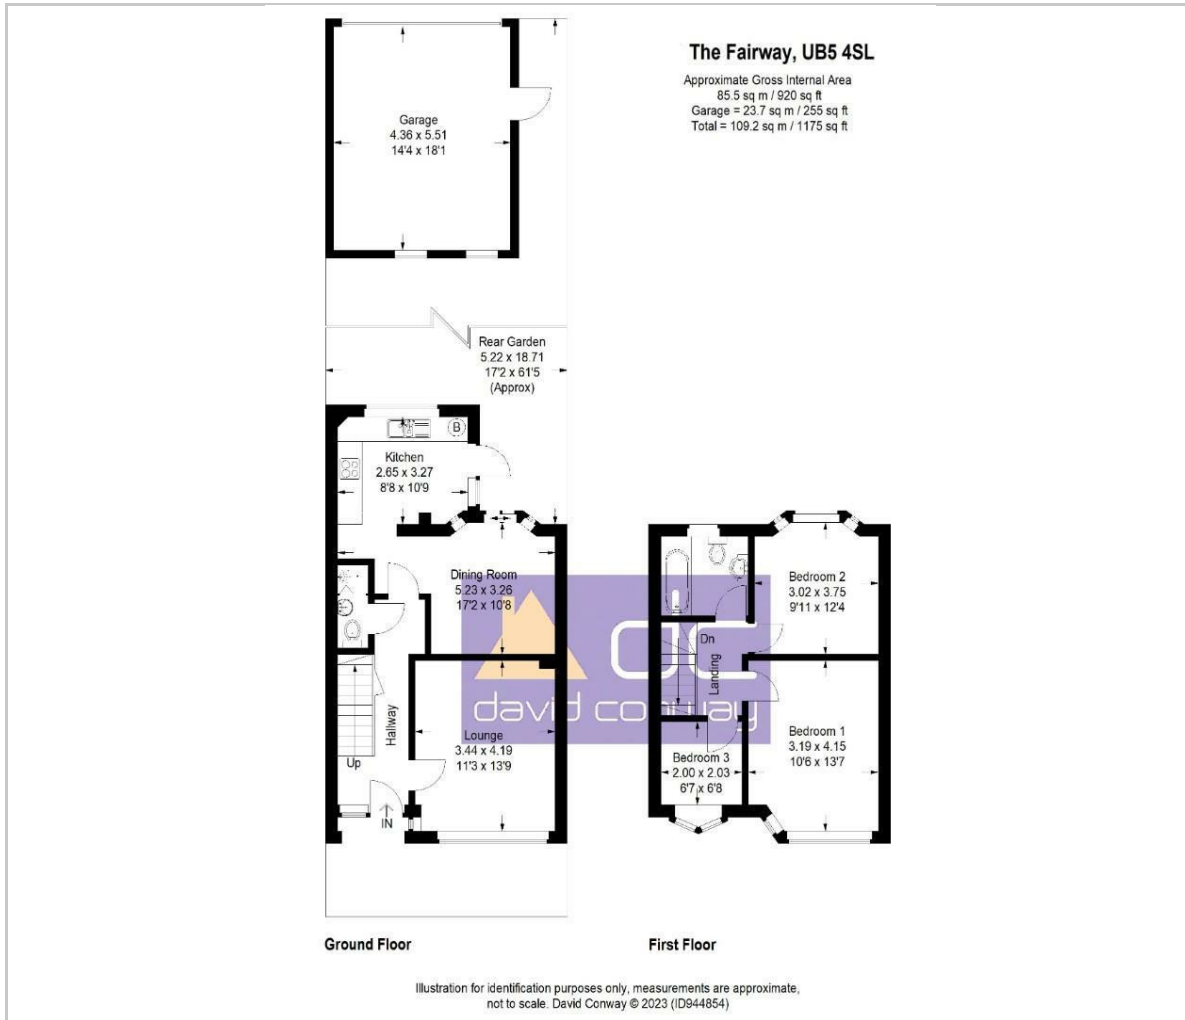 The Fairway, UB5 4SL
Approximate Gross Internal Area
85.5 sq m / 920 sq ft
Garage = 23.7 sq m / 255 sq ft
Total = 109.2 sq m / 1175 sq ft
Garage
4.36 x 5.51
14'4 x 18'1
Rear Garden
5.22 x 18.71
17'2 x 61'5
(Approx)
B
Kitchen
2.65 x 3.27
8'8 x 10'9
Dining Room
5.23 x 3.26
17'2 x 10'8
Hallway
Up
IN
Lounge
3.44 x 4.19
11'3 x 13'9
dc
david conway
Bedroom 2
3.02 x 3.75
9'11 x 12'4
Dn
Landing
Bedroom 1
3.19 x 4.15
10'6 x 13'7
Bedroom 3
2.00 x 2.03
6'7 x 6'8
Ground Floor
First Floor
Illustration for identification purposes only, measurements are approximate,
not to scale. David Conway © 2023 (ID944854)